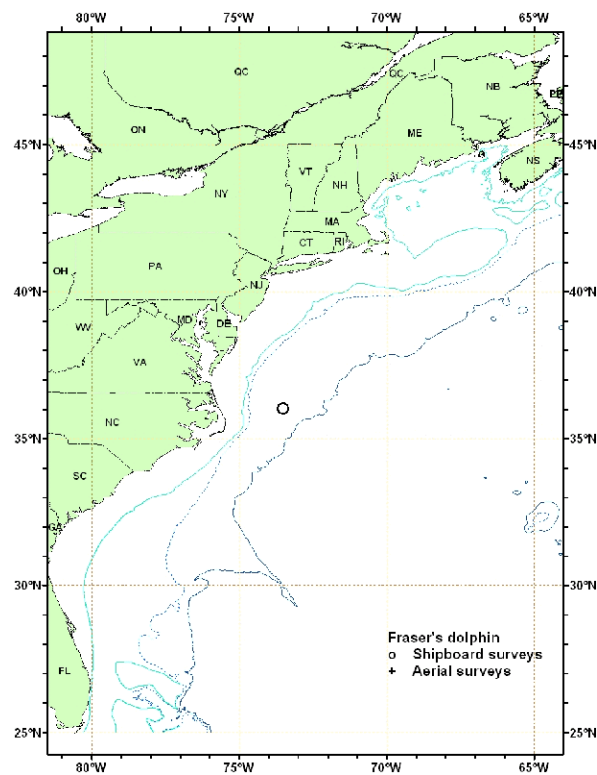 80°W 75°W 70°W 65°W
QC
QC
NB
PE
ON
ME
45°N 45°N
NS
VT
NH
NY
MA
CT RI
OH
PA
NJ
40°N 40°N
MD
DE
WV
VA
NC
35°N 35°N
SC
GA
30°N 30°N
Fraser's dolphin
o Shipboard surveys
+ Aerial surveys
FL
25°N 25°N
80°W 75°W 70°W 65°W